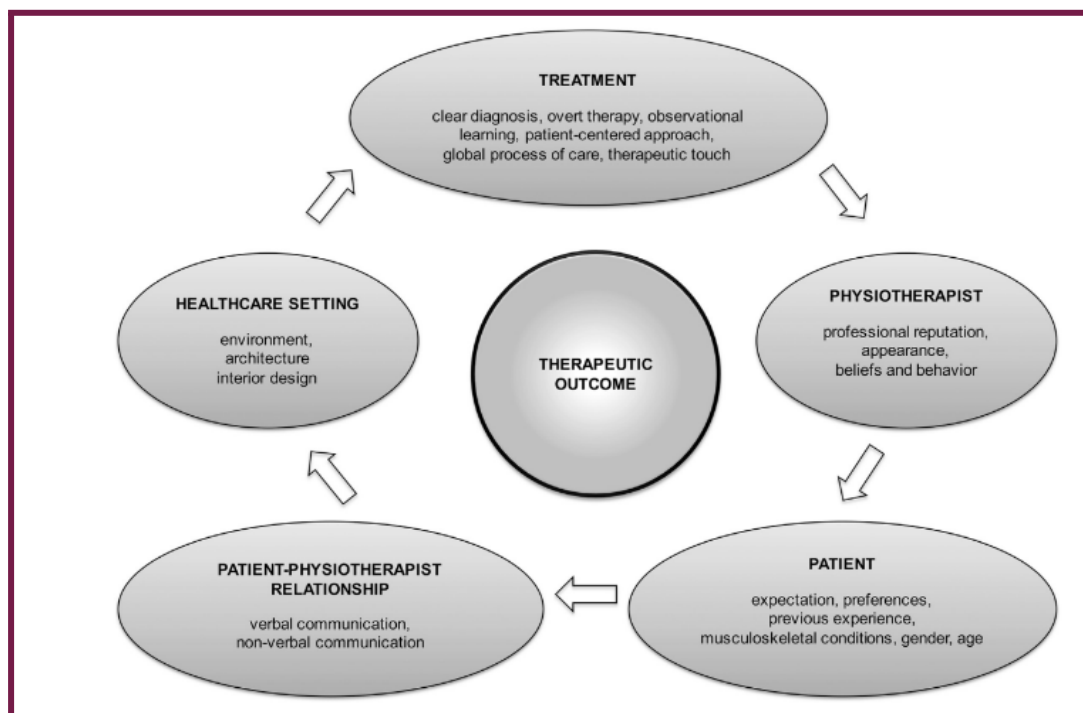 TREATMENT
clear diagnosis, overt therapy, observational
learning, patient-centered approach,
global process of care, therapeutic touch
PHYSIOTHERAPIST
professional reputation,
appearance,
beliefs and behavior
PATIENT
expectation, preferences,
previous experience,
musculoskeletal conditions, gender, age
PATIENT-PHYSIOTHERAPIST
RELATIONSHIP
verbal communication,
non-verbal communication
HEALTHCARE SETTING
environment,
architecture
interior design
THERAPEUTIC
OUTCOME